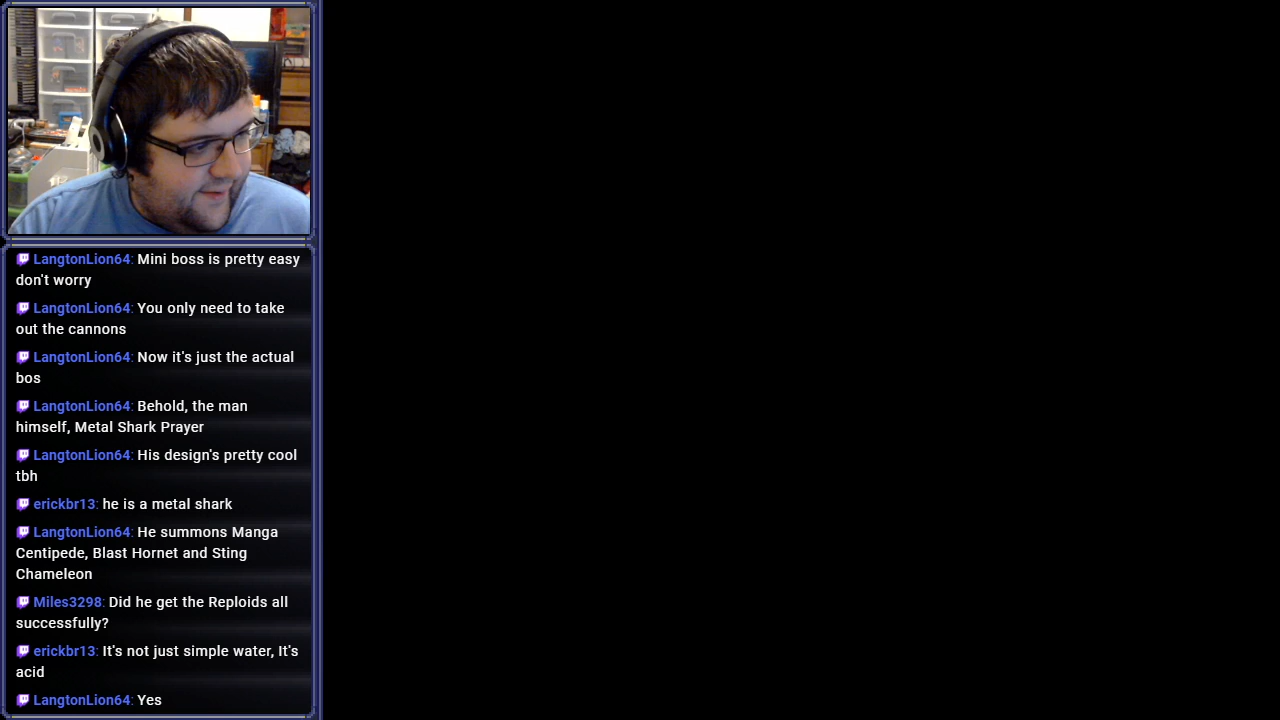 LangtonLion64: Mini boss is pretty easy
don't worry
LangtonLion64: You only need to take
out the cannons
LangtonLion64: Now it's just the actual
bos
LangtonLion64: Behold, the man
himself, Metal Shark Prayer
LangtonLion64: His design's pretty cool
tbh
erickbr13: he is a metal shark
LangtonLion64: He summons Manga
Centipede, Blast Hornet and Sting
Chameleon
Miles3298: Did he get the Reploids all
successfully?
erickbr13: It's not just simple water, It's
acid
LangtonLion64: Yes